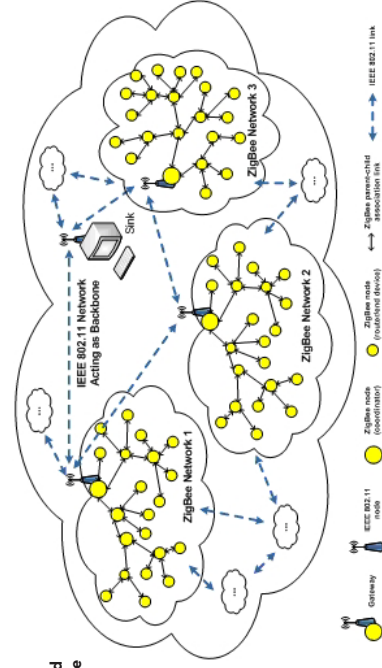 d
e
...
...
IEEE 802.11 Network
Acting as Backbone
Sink
ZigBee Network 1
ZigBee Network 2
ZigBee Network 3
...
...
...
Gateway
IEEE 802.11
node
ZigBee node
(coordinator)
ZigBee node
(router/end device)
ZigBee parent-child
association link
IEEE 802.11 link